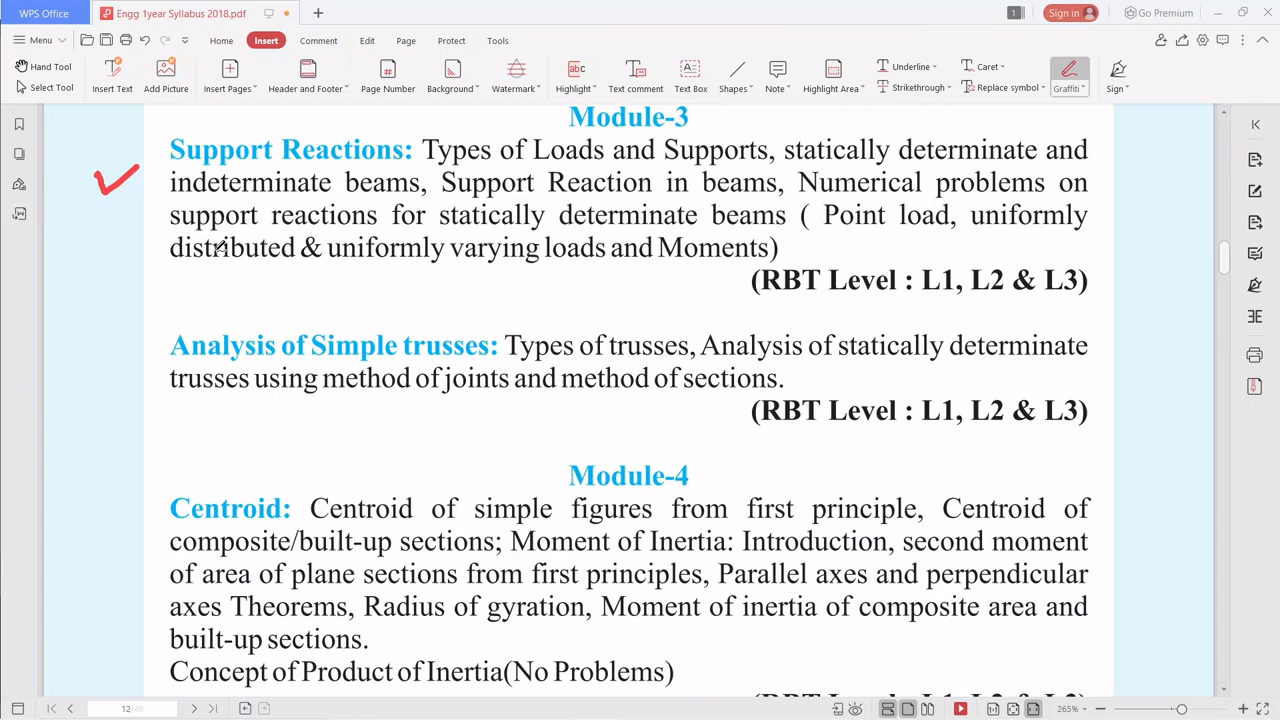 WPS Office
Engg 1year Syllabus 2018.pdf
1
Sign in
Go Premium
Menu
Home
Insert
Comment
Edit
Page
Protect
Tools
Hand Tool
Select Tool
Insert Text
Add Picture
Insert Pages
Header and Footer
Page Number
Background
Watermark
Highlight
Text comment
Text Box
Shapes
Note
Highlight Area
Underline
Strikethrough
Caret
Replace symbol
Graffiti
Sign
Module-3
Support Reactions: Types of Loads and Supports, statically determinate and
indeterminate beams, Support Reaction in beams, Numerical problems on
support reactions for statically determinate beams ( Point load, uniformly
distributed & uniformly varying loads and Moments)
(RBT Level : L1, L2 & L3)
Analysis of Simple trusses: Types of trusses, Analysis of statically determinate
trusses using method of joints and method of sections.
(RBT Level : L1, L2 & L3)
Module-4
Centroid: Centroid of simple figures from first principle, Centroid of
composite/built-up sections; Moment of Inertia: Introduction, second moment
of area of plane sections from first principles, Parallel axes and perpendicular
axes Theorems, Radius of gyration, Moment of inertia of composite area and
built-up sections.
Concept of Product of Inertia(No Problems)
12/49
265%